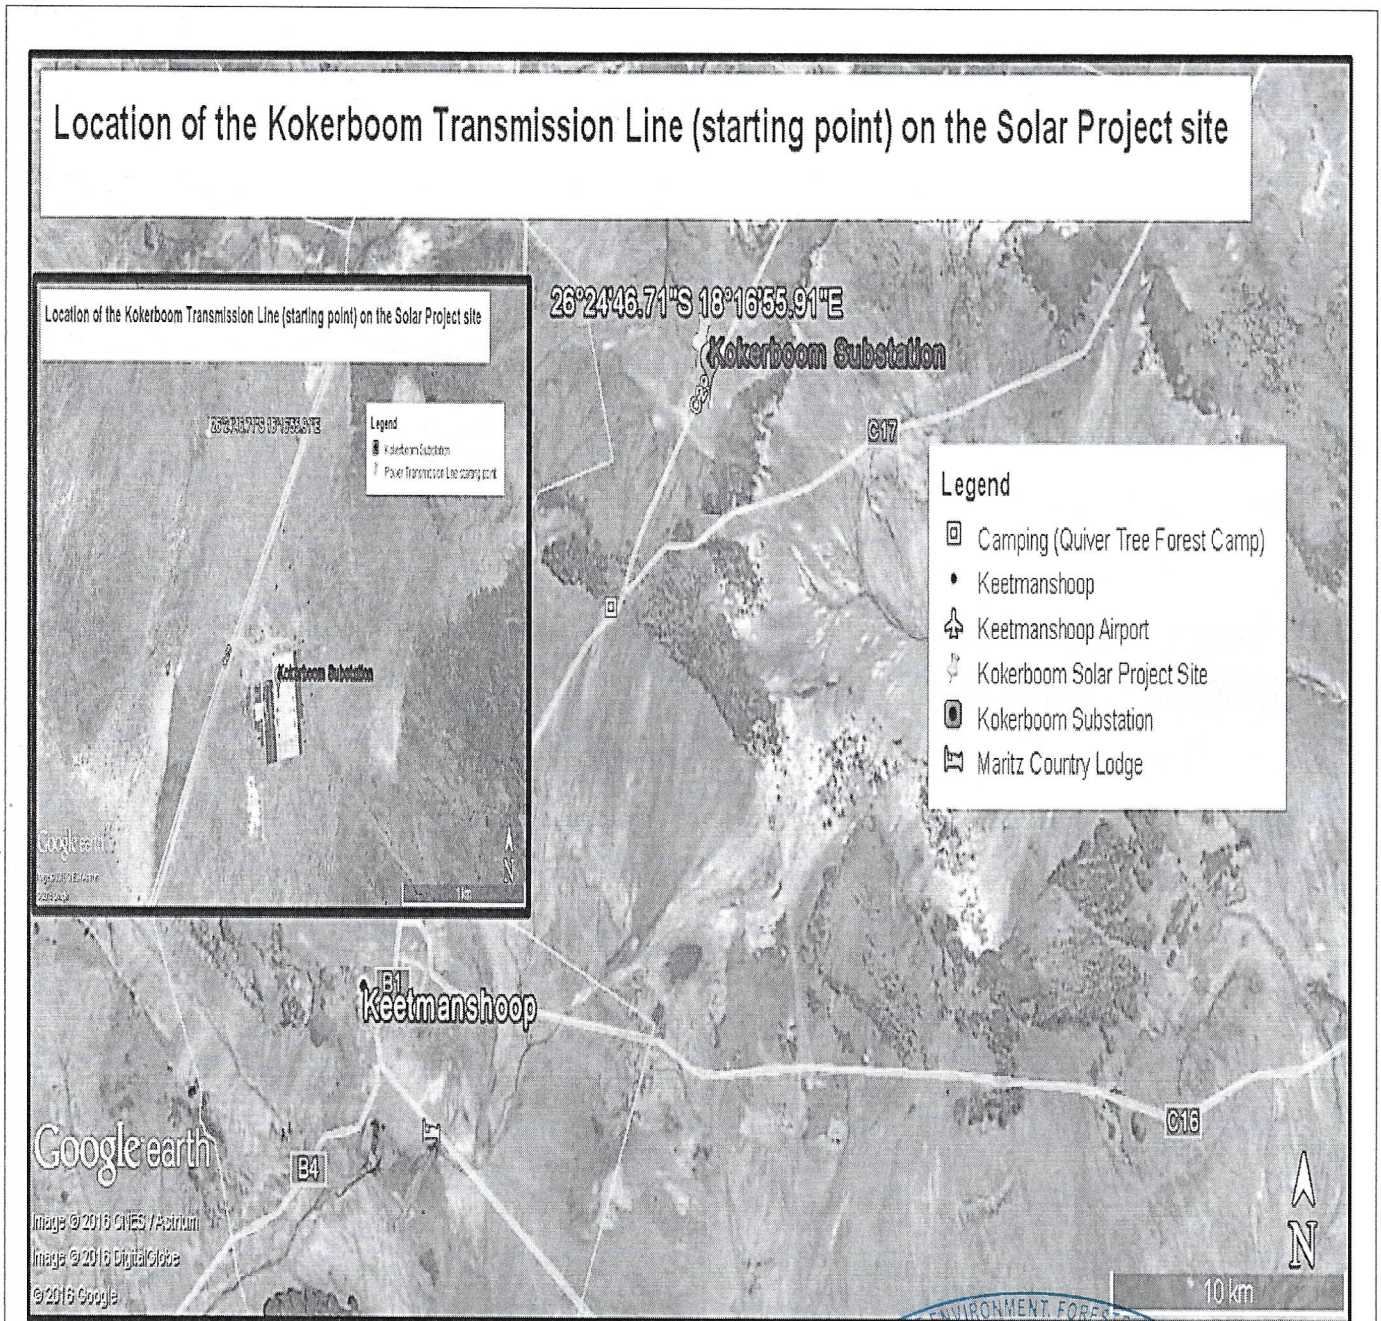 Location of the Kokerboom Transmission Line (starting point) on the Solar Project site
26°24'46.71"S 18°16'55.91"E
Kokerboom Substation
C17
Location of the Kokerboom Transmission Line (starting point) on the Solar Project site
Legend
Kokerboom Substation
Power Transmission Line starting point
Kokerboom Substation
Google earth
1 km
N
Legend
Camping (Quiver Tree Forest Camp)
Keetmanshoop
Keetmanshoop Airport
Kokerboom Solar Project Site
Kokerboom Substation
Maritz Country Lodge
B1
Keetmanshoop
C16
B4
Google earth
Image © 2016 CNES / Astrium
Image © 2016 DigitalGlobe
© 2016 Google
N
10 km
ENVIRONMENT, FOREST